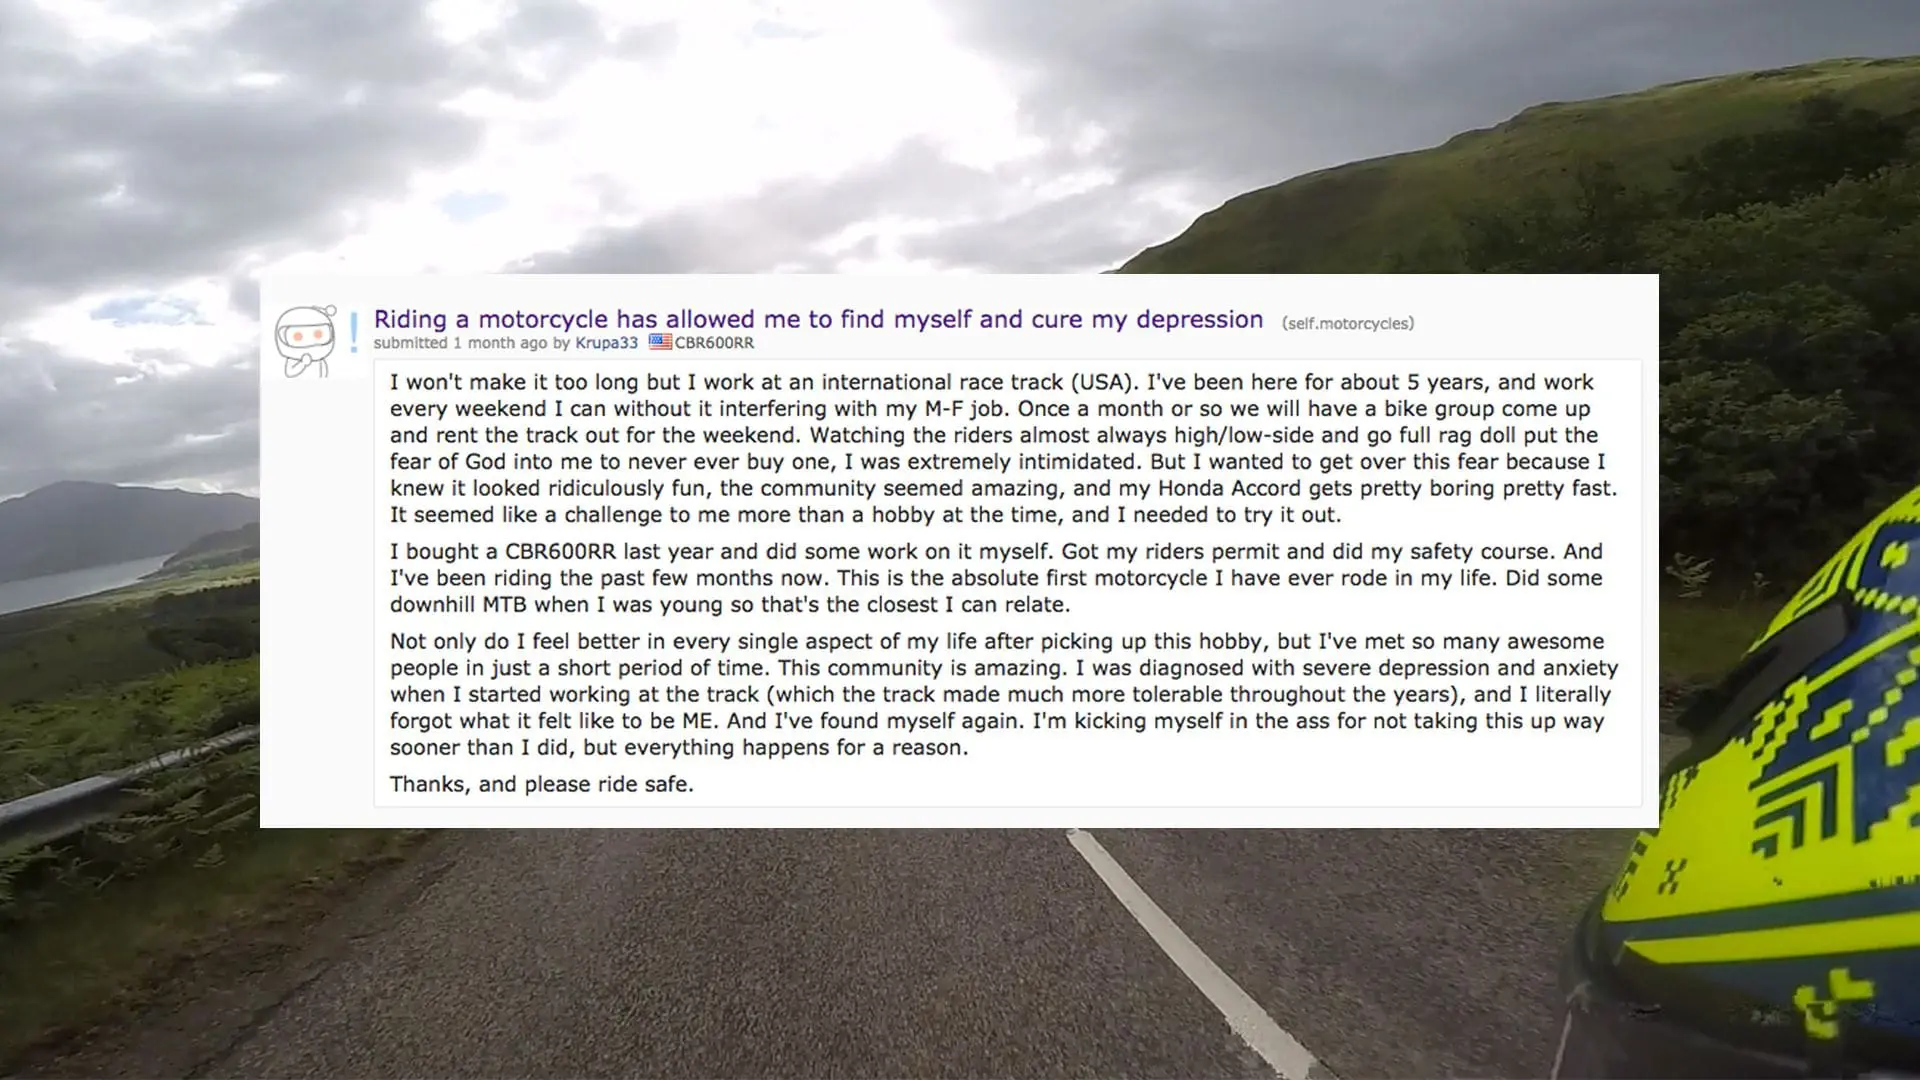 Riding a motorcycle has allowed me to find myself and cure my depression (self.motorcycles)
submitted 1 month ago by Krupa33 CBR600RR
I won't make it too long but I work at an international race track (USA). I've been here for about 5 years, and work
every weekend I can without it interfering with my M-F job. Once a month or so we will have a bike group come up
and rent the track out for the weekend. Watching the riders almost always high/low-side and go full rag doll put the
fear of God into me to never ever buy one, I was extremely intimidated. But I wanted to get over this fear because I
knew it looked ridiculously fun, the community seemed amazing, and my Honda Accord gets pretty boring pretty fast.
It seemed like a challenge to me more than a hobby at the time, and I needed to try it out.
I bought a CBR600RR last year and did some work on it myself. Got my riders permit and did my safety course. And
I've been riding the past few months now. This is the absolute first motorcycle I have ever rode in my life. Did some
downhill MTB when I was young so that's the closest I can relate.
Not only do I feel better in every single aspect of my life after picking up this hobby, but I've met so many awesome
people in just a short period of time. This community is amazing. I was diagnosed with severe depression and anxiety
when I started working at the track (which the track made much more tolerable throughout the years), and I literally
forgot what it felt like to be ME. And I've found myself again. I'm kicking myself in the ass for not taking this up way
sooner than I did, but everything happens for a reason.
Thanks, and please ride safe.